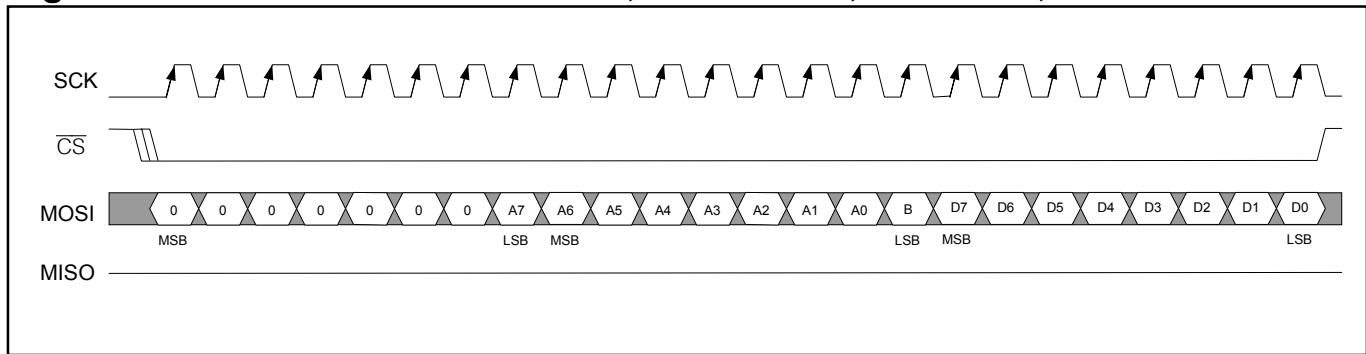 SCK
CS
MOSI 0 0 0 0 0 0 0 A7 A6 A5 A4 A3 A2 A1 A0 B D7 D6 D5 D4 D3 D2 D1 D0
MSB LSB MSB LSB MSB LSB
MISO